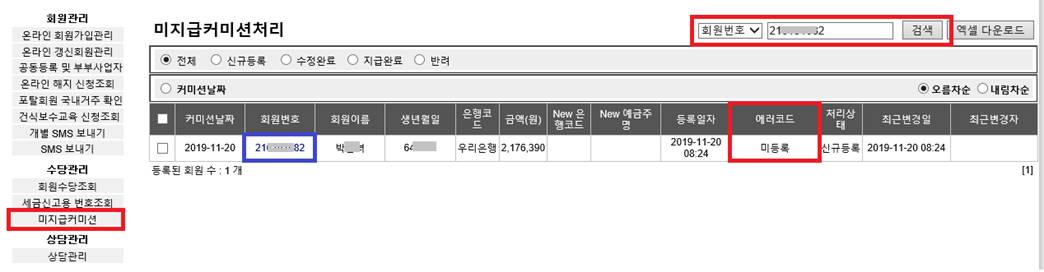 회원관리
온라인 회원가입관리
온라인 갱신회원관리
공동등록 및 부부사업자
온라인 해지 신청조회
포탈회원 국내거주 확인
건식보수교육 신청조회
개별 SMS 보내기
SMS 보내기
수당관리
회원수당조회
세금신고용 번호조회
미지급커미션
상담관리
상담관리
미지급커미션처리
회원번호 검색 엑셀 다운로드
전체 신규등록 수정완료 지급완료 반려
커미션날짜 오름차순 내림차순
커미션날짜 회원번호 회원이름 생년월일 은행코드 금액(원) New 은행코드 New 예금주명 등록일자 에러코드 처리상태 최근변경일 최근변경자
2019-11-20 우리은행 2,176,390 2019-11-20 08:24 미등록 신규등록 2019-11-20 08:24
등록된 회원 수 : 1 개 [1]